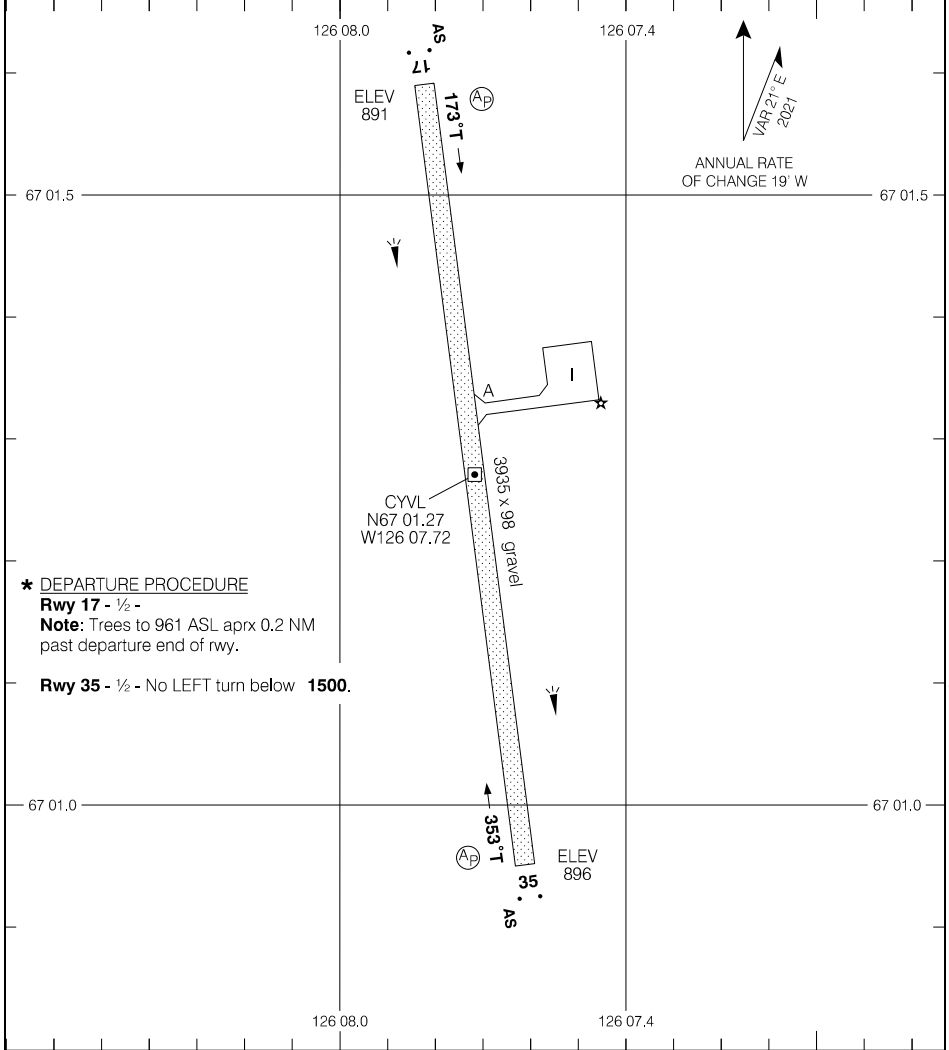 126 08.0
126 07.4
AS
17
ELEV
891
173°T
AP
VAR 21° E
2021
ANNUAL RATE
OF CHANGE 19' W
67 01.5
67 01.5
A
I
3935 x 98 gravel
CYVL
N67 01.27
W126 07.72
* DEPARTURE PROCEDURE
Rwy 17 - ½ -
Note: Trees to 961 ASL aprx 0.2 NM
past departure end of rwy.
Rwy 35 - ½ - No LEFT turn below 1500.
67 01.0
67 01.0
353°T
AP
ELEV
896
35
AS
126 08.0
126 07.4